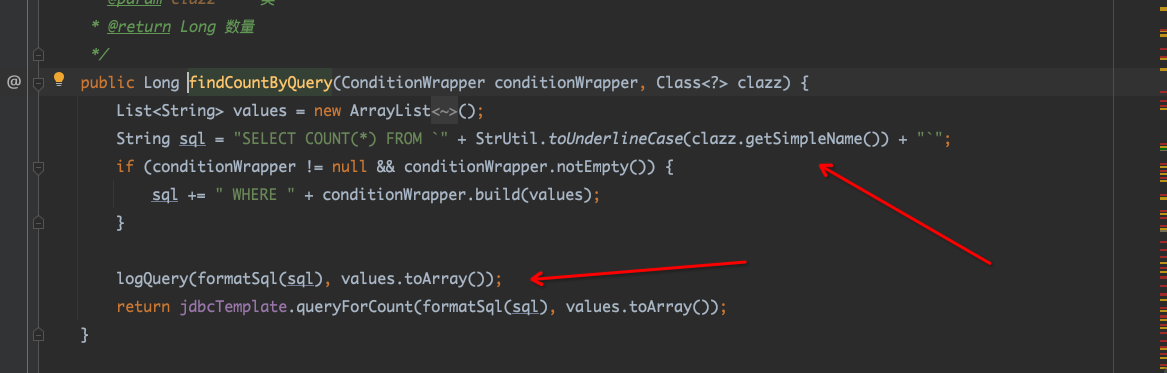 @param clazz 类
* @return Long 数量
*/
@ public Long findCountByQuery(ConditionWrapper conditionWrapper, Class<?> clazz) {
List<String> values = new ArrayList<~>();
String sql = "SELECT COUNT(*) FROM `" + StrUtil.toUnderlineCase(clazz.getSimpleName()) + "`";
if (conditionWrapper != null && conditionWrapper.notEmpty()) {
sql += " WHERE " + conditionWrapper.build(values);
}
logQuery(formatSql(sql), values.toArray());
return jdbcTemplate.queryForCount(formatSql(sql), values.toArray());
}